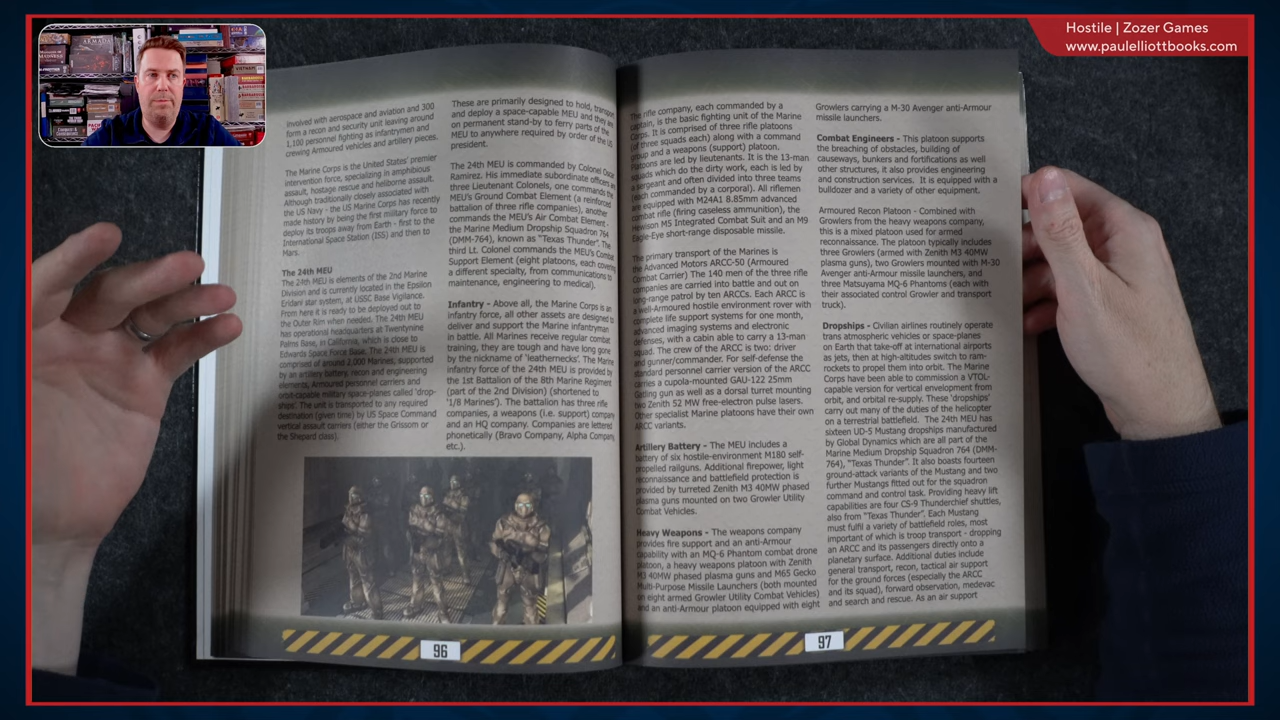 Hostile | Zozer Games
www.paulelliottbooks.com
involved with aerospace and aviation and 300
form a recon and security unit leaving around
1,100 personnel fighting as infantrymen and
crewing Armoured vehicles and artillery pieces.
The Marine Corps is the United States' premier
intervention force, specializing in amphibious
assault, hostage rescue and heliborne assault.
Although traditionally closely associated with
the US Navy - the US Marine Corps has recently
made history by being the first military force to
deploy its troops away from Earth - first to the
International Space Station (ISS) and then to
Mars.
The 24th MEU
The 24th MEU is elements of the 2nd Marine
Division and is currently located in the Epsilon
Eridani star system, at USSC Base Vigilance.
From here it is ready to be deployed out to
the Outer Rim when needed. The 24th MEU
has operational headquarters at Twentynine
Palms Base, in California, which is close to
Edwards Space Force Base. The 24th MEU is
comprised of around 2,000 Marines, supported
by an artillery battery, recon and engineering
elements, Armoured personnel carriers and
orbit-capable military space-planes called 'drop-
ships'. The unit is transported to any required
destination (given time) by US Space Command
vertical assault carriers (either the Grissom or
the Shepard class).
These are primarily designed to hold, transport
and deploy a space-capable MEU and they are
on permanent stand-by to ferry parts of the
MEU to anywhere required by order of the US
president.
The 24th MEU is commanded by Colonel Oscar
Ramirez. His immediate subordinate officers are
three Lieutenant Colonels, one commands the
MEU's Ground Combat Element (a reinforced
battalion of three rifle companies), another
commands the MEU's Air Combat Element -
the Marine Medium Dropship Squadron 764
(DMM-764), known as "Texas Thunder". The
third Lt. Colonel commands the MEU's Combat
Support Element (eight platoons, each covering
a different specialty, from communications to
maintenance, engineering to medical).
Infantry - Above all, the Marine Corps is an
infantry force, all other assets are designed to
deliver and support the Marine infantryman
in battle. All Marines receive regular combat
training, they are tough and have long gone
by the nickname of 'leathernecks'. The Marine
infantry force of the 24th MEU is provided by
the 1st Battalion of the 8th Marine Regiment
(part of the 2nd Division) (shortened to
'1/8 Marines'). The battalion has three rifle
companies, a weapons (i.e. support) company
and an HQ company. Companies are lettered
phonetically (Bravo Company, Alpha Company
etc.).
96
The rifle company, each commanded by a
captain, is the basic fighting unit of the Marine
Corps. It is comprised of three rifle platoons
(of three squads each) along with a command
group and a weapons (support) platoon.
Platoons are led by lieutenants. It is the 13-man
squads which do the dirty work, each is led by
a sergeant and often divided into three teams
(each commanded by a corporal). All riflemen
are equipped with M24A1 8.85mm advanced
combat rifle (firing caseless ammunition), the
Hewison M5 Integrated Combat Suit and an M9
Eagle-Eye short-range disposable missile.
The primary transport of the Marines is
the Advanced Motors ARCC-50 (Armoured
Combat Carrier) The 140 men of the three rifle
companies are carried into battle and out on
long-range patrol by ten ARCCs. Each ARCC is
a well-Armoured hostile environment rover with
complete life support systems for one month,
advanced imaging systems and electronic
defenses, with a cabin able to carry a 13-man
squad. The crew of the ARCC is two: driver
and gunner/commander. For self-defense the
standard personnel carrier version of the ARCC
carries a cupola-mounted GAU-122 25mm
Gatling gun as well as a dorsal turret mounting
two Zenith 52 MW free-electron pulse lasers.
Other specialist Marine platoons have their own
ARCC variants.
Artillery Battery - The MEU includes a
battery of six hostile-environment M180 self-
propelled railguns. Additional firepower, light
reconnaissance and battlefield protection is
provided by turreted Zenith M3 40MW phased
plasma guns mounted on two Growler Utility
Combat Vehicles.
Heavy Weapons - The weapons company
provides fire support and an anti-Armour
capability with an MQ-6 Phantom combat drone
platoon, a heavy weapons platoon with Zenith
M3 40MW phased plasma guns and M65 Gecko
Multi-Purpose Missile Launchers (both mounted
on eight armed Growler Utility Combat Vehicles)
and an anti-Armour platoon equipped with eight
Growlers carrying a M-30 Avenger anti-Armour
missile launchers.
Combat Engineers - This platoon supports
the breaching of obstacles, building of
causeways, bunkers and fortifications as well
other structures, it also provides engineering
and construction services. It is equipped with a
bulldozer and a variety of other equipment.
Armoured Recon Platoon - Combined with
Growlers from the heavy weapons company,
this is a mixed platoon used for armed
reconnaissance. The platoon typically includes
three Growlers (armed with Zenith M3 40MW
plasma guns), two Growlers mounted with M-30
Avenger anti-Armour missile launchers, and
three Matsuyama MQ-6 Phantoms (each with
their associated control Growler and transport
truck).
Dropships - Civilian airlines routinely operate
trans atmospheric vehicles or space-planes
on Earth that take-off at international airports
as jets, then at high-altitudes switch to ram-
rockets to propel them into orbit. The Marine
Corps have been able to commission a VTOL-
capable version for vertical envelopment from
orbit, and orbital re-supply. These 'dropships'
carry out many of the duties of the helicopter
on a terrestrial battlefield. The 24th MEU has
sixteen UD-5 Mustang dropships manufactured
by Global Dynamics which are all part of the
Marine Medium Dropship Squadron 764 (DMM-
764), "Texas Thunder". It also boasts fourteen
ground-attack variants of the Mustang and two
further Mustangs fitted out for the squadron
command and control task. Providing heavy lift
capabilities are four CS-9 Thunderchief shuttles,
also from "Texas Thunder". Each Mustang
must fulfil a variety of battlefield roles, most
important of which is troop transport - dropping
an ARCC and its passengers directly onto a
planetary surface. Additional duties include
general transport, recon, tactical air support
for the ground forces (especially the ARCC
and its squad), forward observation, medevac
and search and rescue. As an air support
97